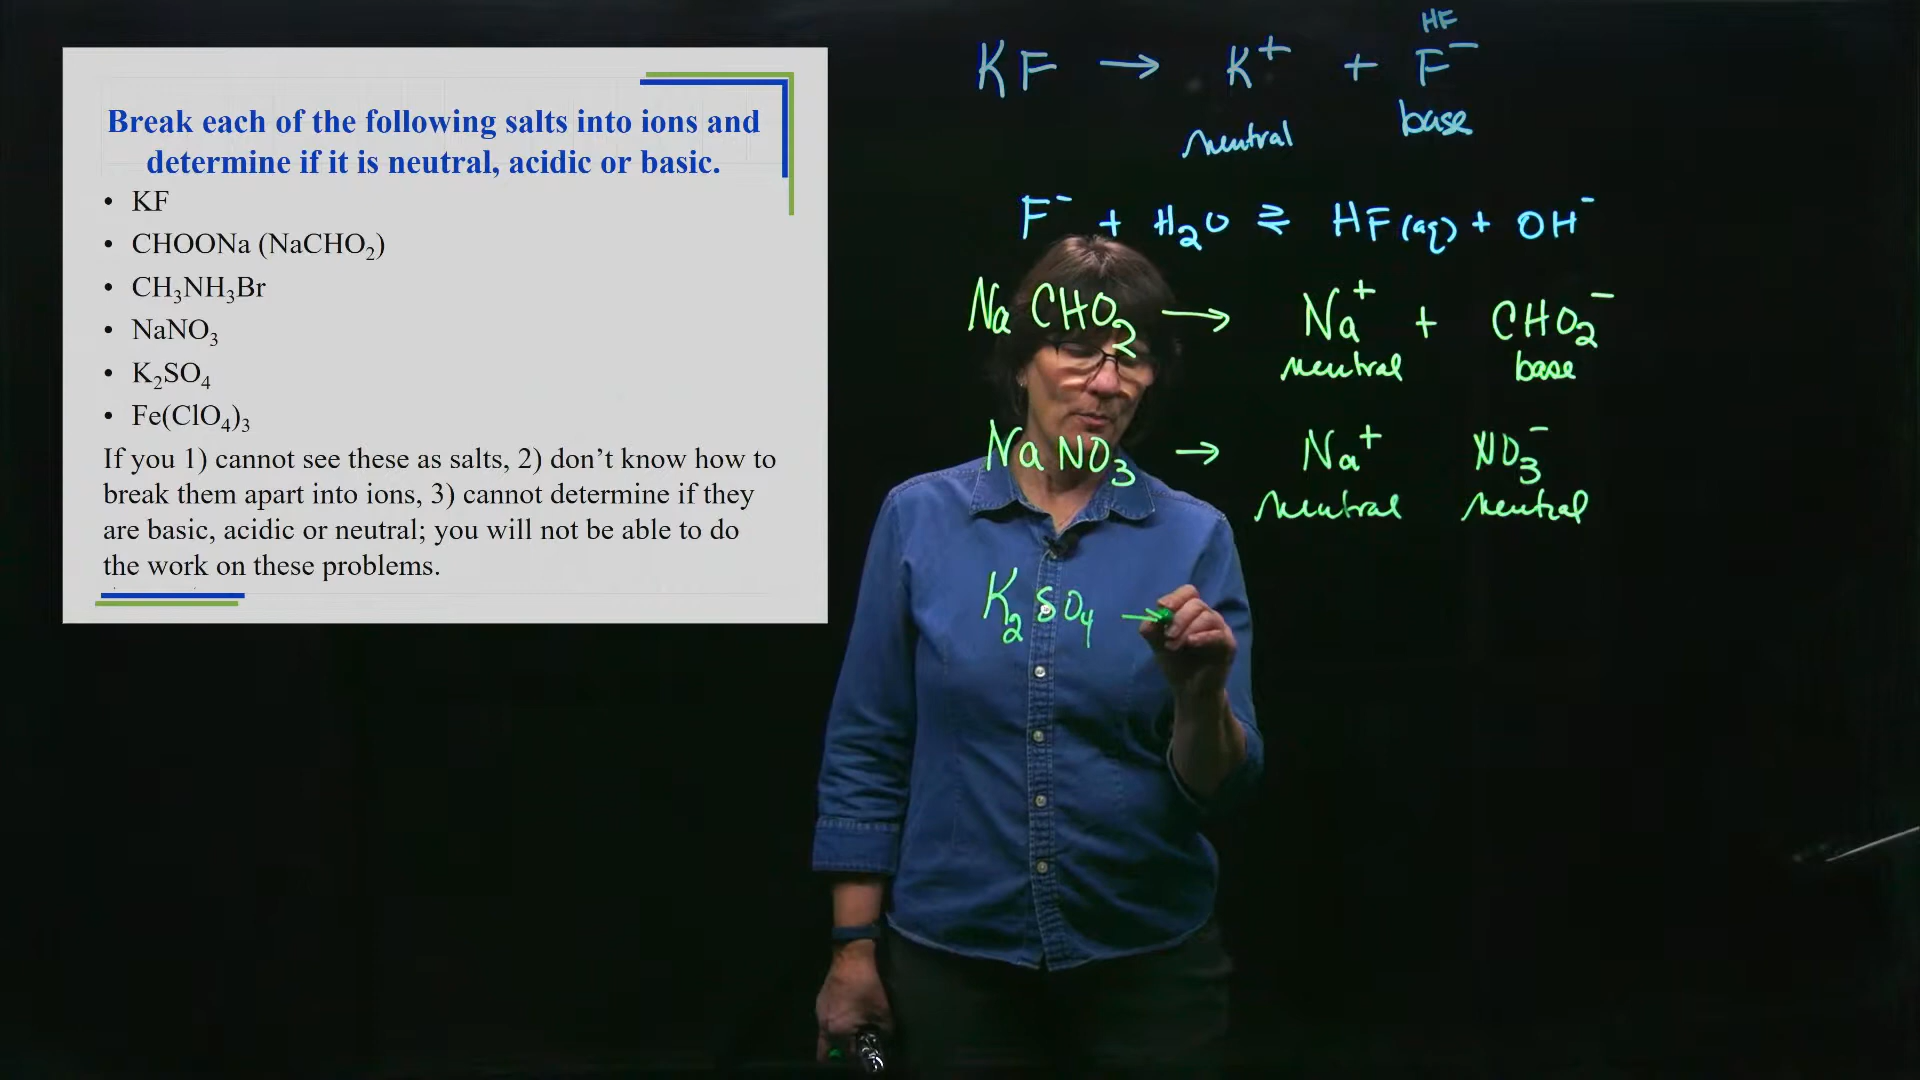 Break each of the following salts into ions and
determine if it is neutral, acidic or basic.
• KF
• CHOONa (NaCHO₂)
• CH₃NH₃Br
• NaNO₃
• K₂SO₄
• Fe(ClO₄)₃
If you 1) cannot see these as salts, 2) don’t know how to
break them apart into ions, 3) cannot determine if they
are basic, acidic or neutral; you will not be able to do
the work on these problems.
HF
KF → K⁺ + F⁻
neutral base
F⁻ + H₂O ⇌ HF(aq) + OH⁻
NaCHO₂ → Na⁺ + CHO₂⁻
neutral base
NaNO₃ → Na⁺ NO₃⁻
neutral neutral
K₂SO₄ →